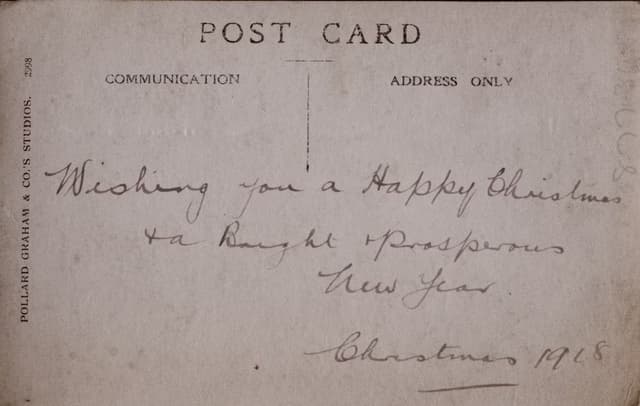 POST CARD
COMMUNICATION
ADDRESS ONLY
Wishing you a Happy Christmas
+ a Bright + Prosperous
New Year.
Christmas 1918
POLLARD GRAHAM & CO.'S STUDIOS. 2998